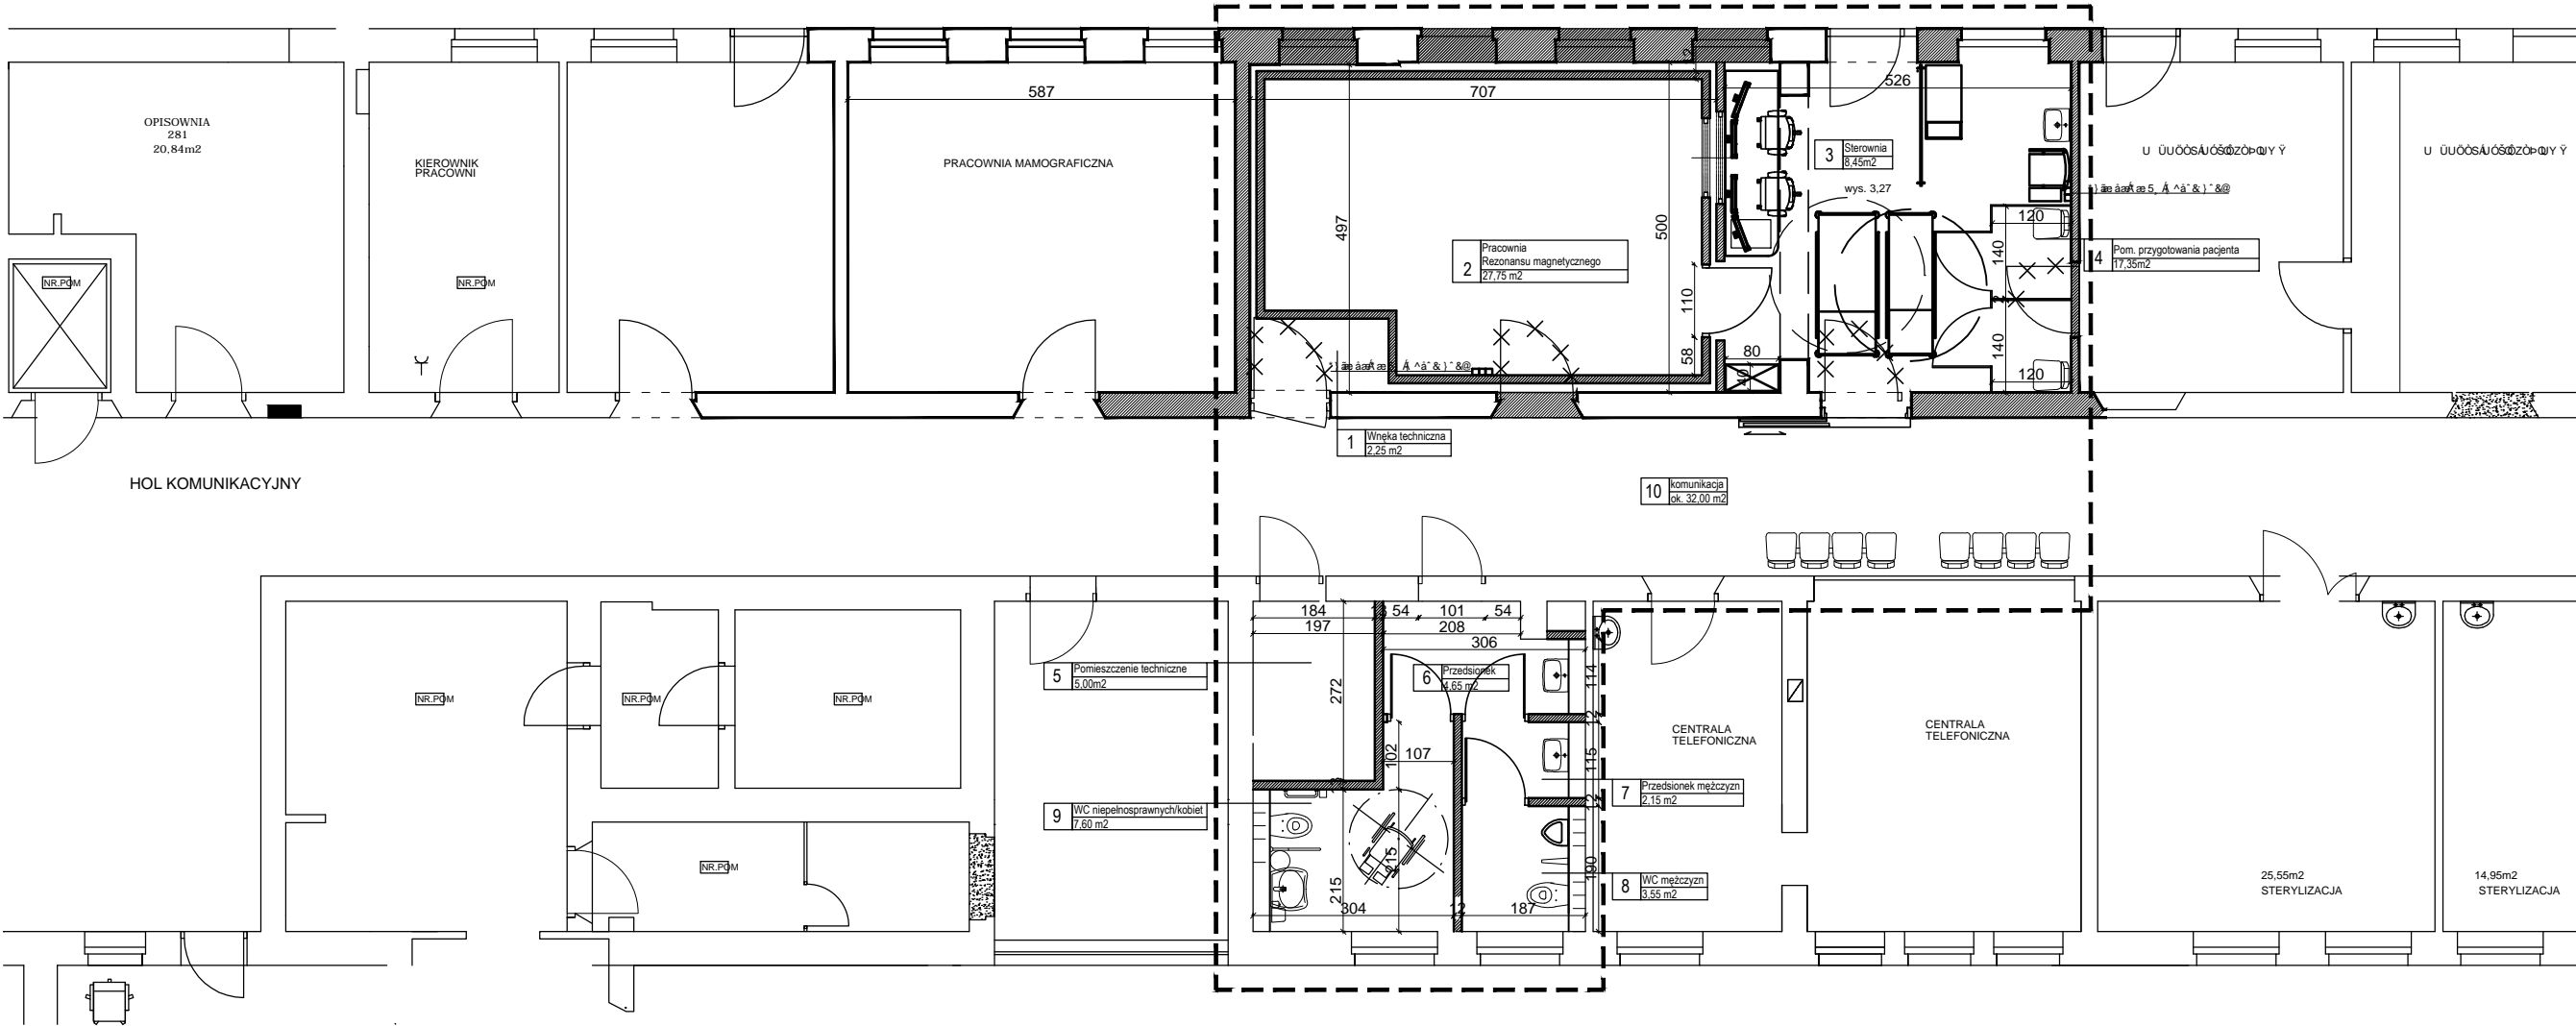 OPISOWNIA
281
20,84m2
KIEROWNIK
PRACOWNI
NR.POM
NR.POM
587
PRACOWNIA MAMOGRAFICZNA
707
497
500
12
526
3
Sterownia
8,45m2
wys. 3,27
2
Pracownia
Rezonansu magnetycznego
27,75 m2
110
58
80
40
120
140
140
120
4
Pom. przygotowania pacjenta
17,35m2
1
Wnęka techniczna
2,25 m2
HOL KOMUNIKACYJNY
10
komunikacja
ok. 32,00 m2
184
54
101
54
197
208
306
5
Pomieszczenie techniczne
5,00m2
6
Przedsionek
4,65 m2
272
114
12
102
107
115
12
NR.POM
NR.POM
NR.POM
NR.POM
CENTRALA
TELEFONICZNA
CENTRALA
TELEFONICZNA
7
Przedsionek mężczyzn
2,15 m2
9
WC niepełnosprawnych/kobiet
7,60 m2
215
215
190
8
WC mężczyzn
3,55 m2
304
12
187
25,55m2
STERYLIZACJA
14,95m2
STERYLIZACJA